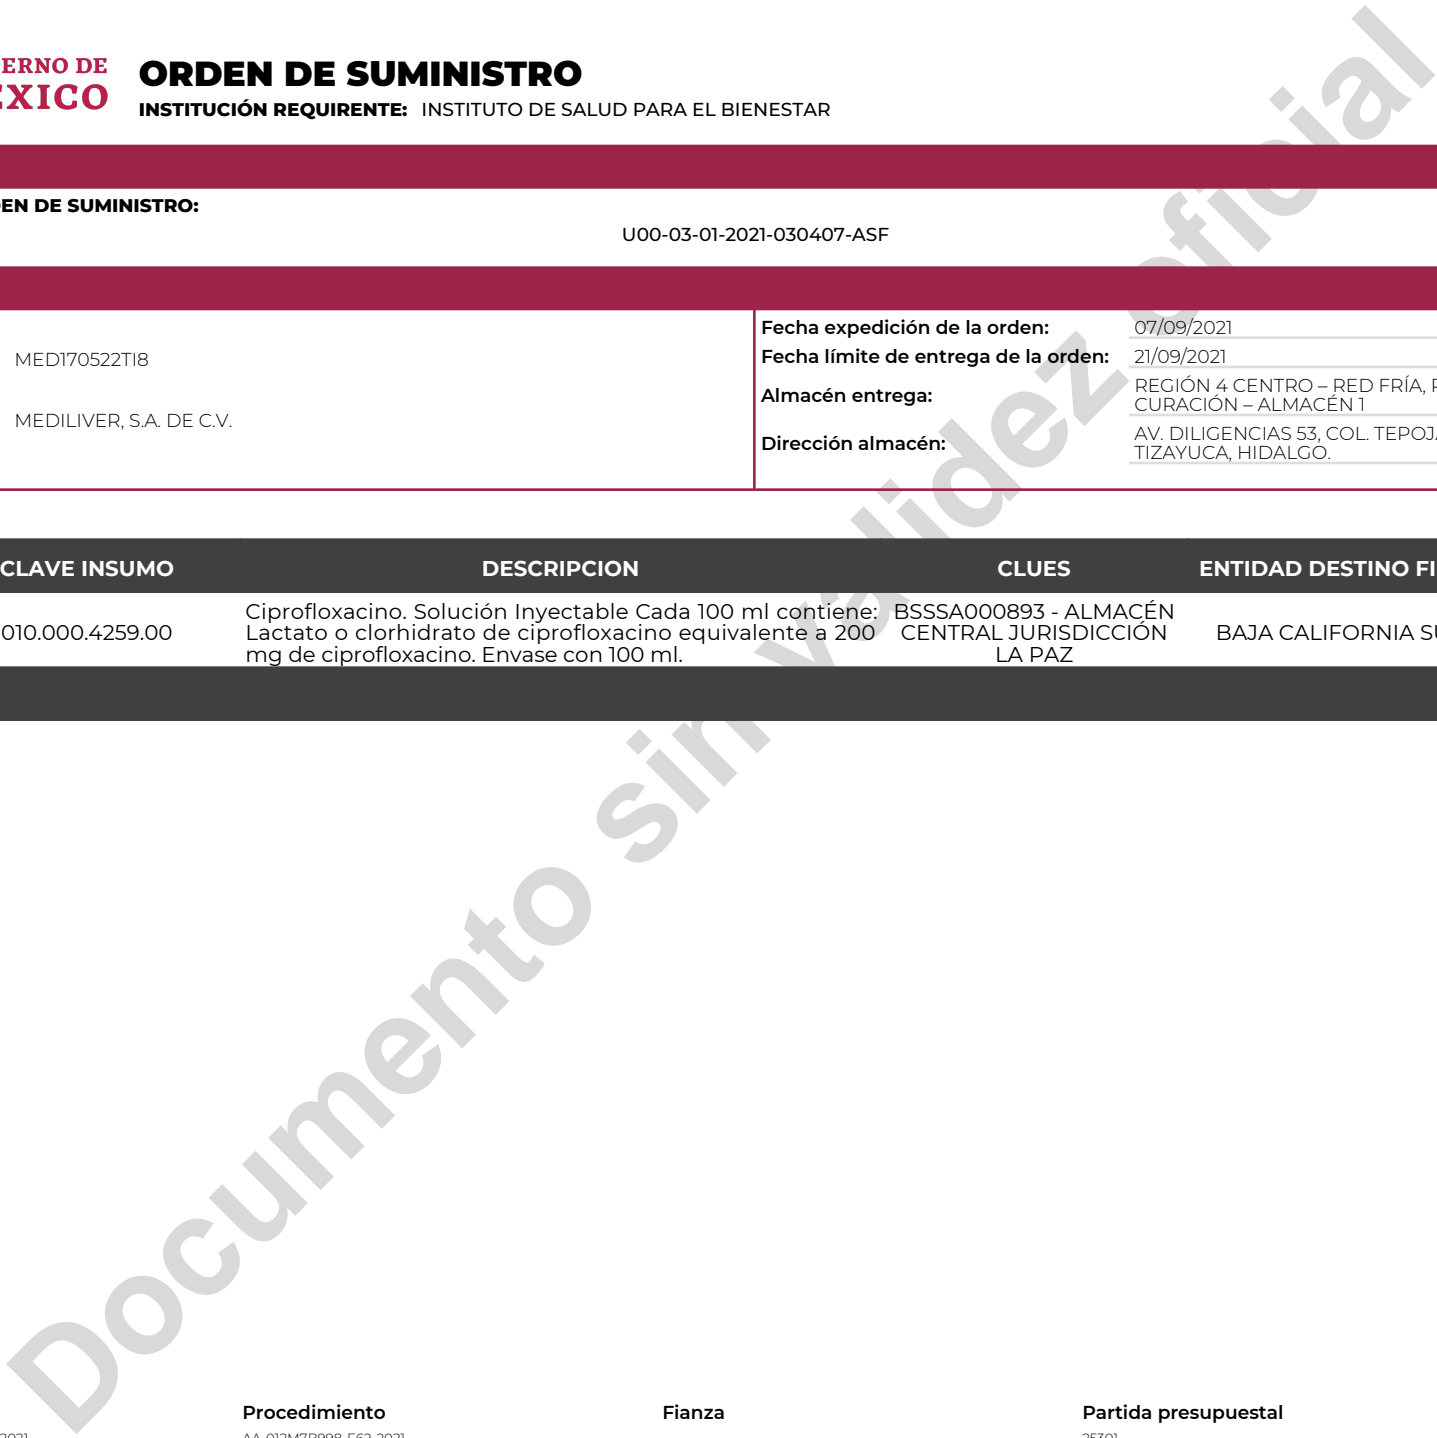 ERNO DE
EXICO
ORDEN DE SUMINISTRO
INSTITUCIÓN REQUIRENTE: INSTITUTO DE SALUD PARA EL BIENESTAR
EN DE SUMINISTRO:
U00-03-01-2021-030407-ASF
MED170522TI8
MEDILIVER, S.A. DE C.V.
Fecha expedición de la orden: 07/09/2021
Fecha límite de entrega de la orden: 21/09/2021
Almacén entrega: REGIÓN 4 CENTRO – RED FRÍA,
CURACIÓN – ALMACÉN 1
Dirección almacén: AV. DILIGENCIAS 53, COL. TEPOJ
TIZAYUCA, HIDALGO.
CLAVE INSUMO DESCRIPCION CLUES ENTIDAD DESTINO FI
010.000.4259.00
Ciprofloxacino. Solución Inyectable Cada 100 ml contiene:
Lactato o clorhidrato de ciprofloxacino equivalente a 200
mg de ciprofloxacino. Envase con 100 ml.
BSSSA000893 - ALMACÉN
CENTRAL JURISDICCIÓN
LA PAZ
BAJA CALIFORNIA S
Documento sin validez oficial
Procedimiento Fianza Partida presupuestal